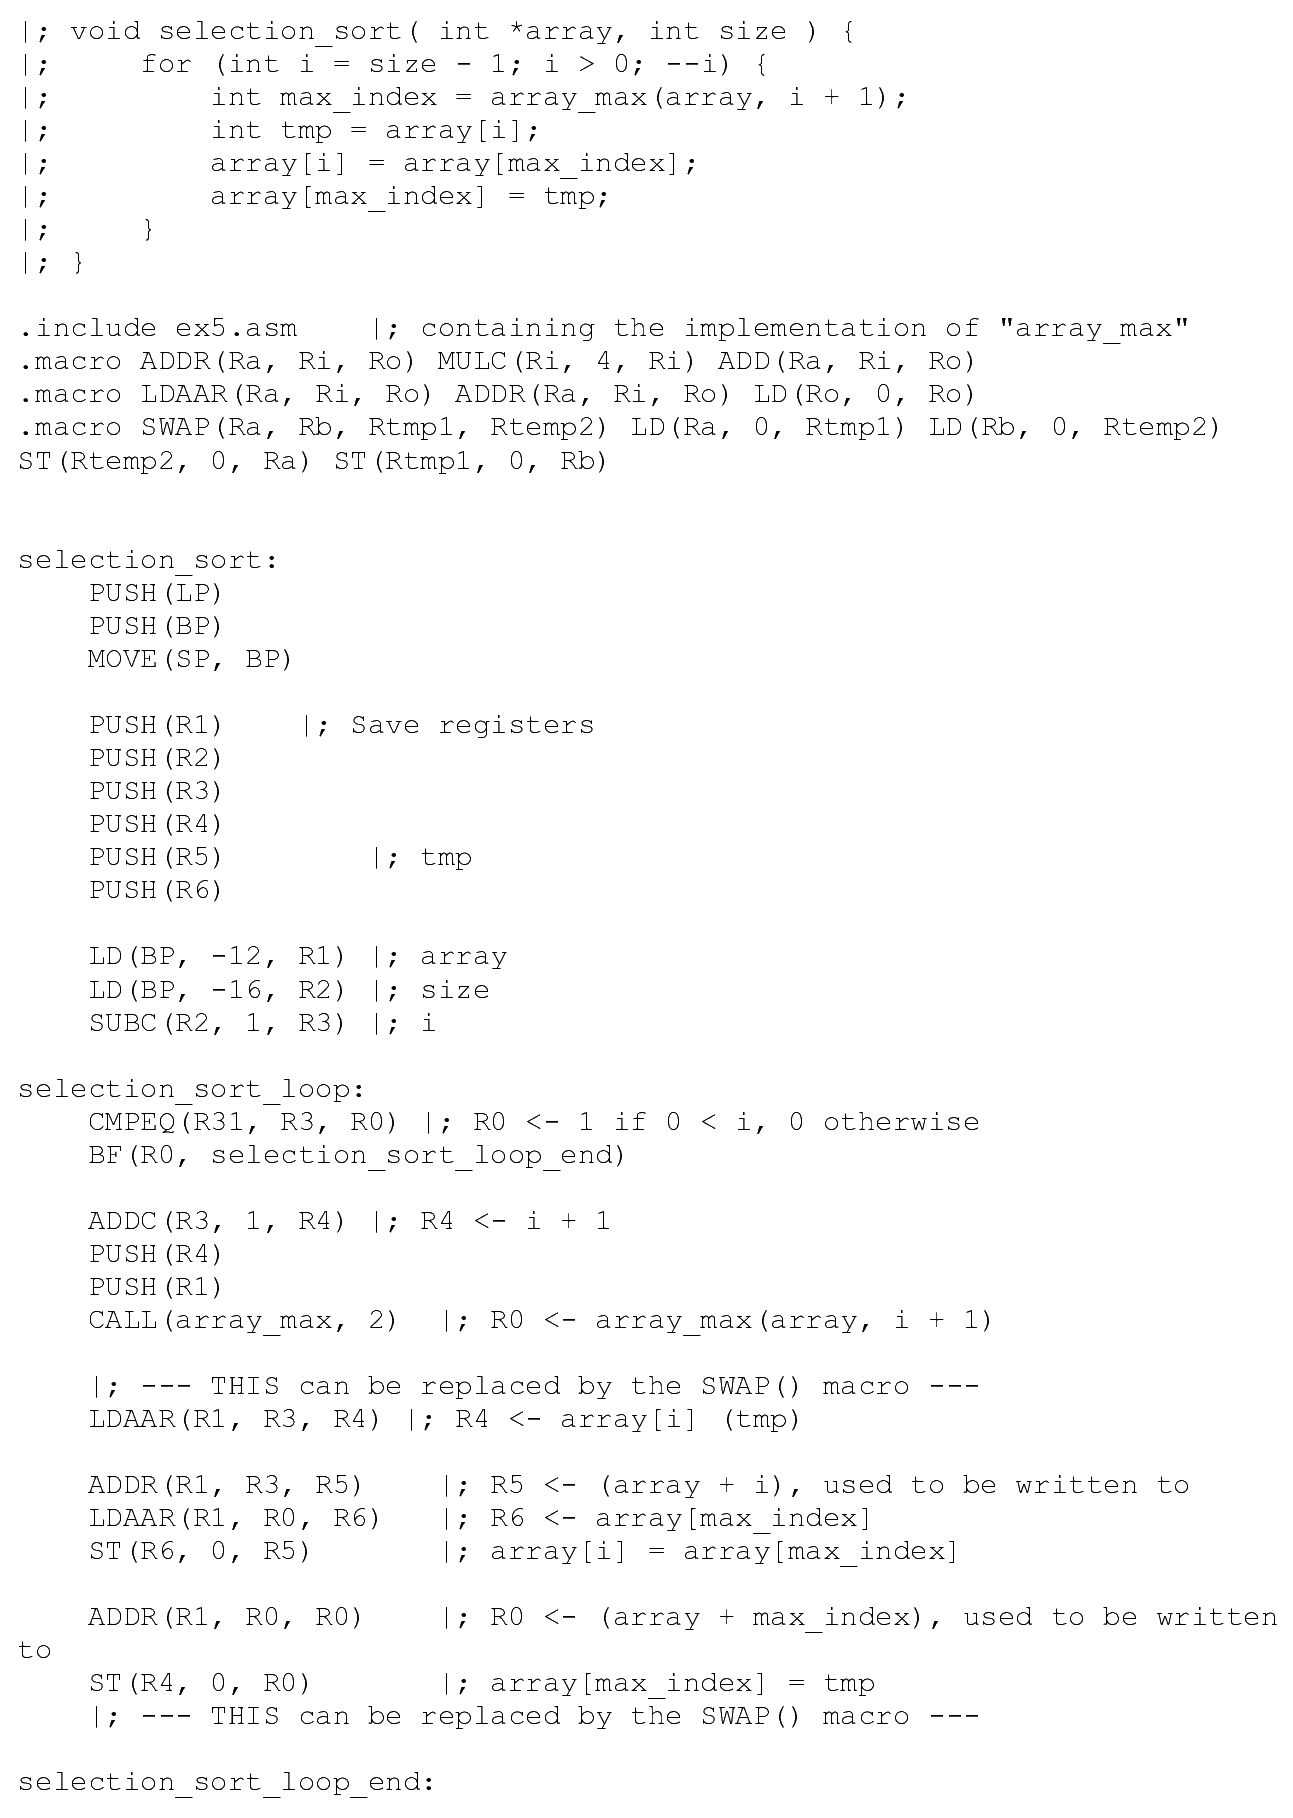 |; void selection_sort( int *array, int size ) {
|;     for (int i = size - 1; i > 0; --i) {
|;         int max_index = array_max(array, i + 1);
|;         int tmp = array[i];
|;         array[i] = array[max_index];
|;         array[max_index] = tmp;
|;     }
|; }

.include ex5.asm    |; containing the implementation of "array_max"
.macro ADDR(Ra, Ri, Ro) MULC(Ri, 4, Ri) ADD(Ra, Ri, Ro)
.macro LDAAR(Ra, Ri, Ro) ADDR(Ra, Ri, Ro) LD(Ro, 0, Ro)
.macro SWAP(Ra, Rb, Rtmp1, Rtemp2) LD(Ra, 0, Rtmp1) LD(Rb, 0, Rtemp2)
ST(Rtemp2, 0, Ra) ST(Rtmp1, 0, Rb)

selection_sort:
    PUSH(LP)
    PUSH(BP)
    MOVE(SP, BP)

    PUSH(R1)    |; Save registers
    PUSH(R2)
    PUSH(R3)
    PUSH(R4)
    PUSH(R5)        |; tmp
    PUSH(R6)

    LD(BP, -12, R1) |; array
    LD(BP, -16, R2) |; size
    SUBC(R2, 1, R3) |; i

selection_sort_loop:
    CMPEQ(R31, R3, R0) |; R0 <- 1 if 0 < i, 0 otherwise
    BF(R0, selection_sort_loop_end)

    ADDC(R3, 1, R4) |; R4 <- i + 1
    PUSH(R4)
    PUSH(R1)
    CALL(array_max, 2)  |; R0 <- array_max(array, i + 1)

    |; --- THIS can be replaced by the SWAP() macro ---
    LDAAR(R1, R3, R4) |; R4 <- array[i] (tmp)

    ADDR(R1, R3, R5)    |; R5 <- (array + i), used to be written to
    LDAAR(R1, R0, R6)   |; R6 <- array[max_index]
    ST(R6, 0, R5)       |; array[i] = array[max_index]

    ADDR(R1, R0, R0)    |; R0 <- (array + max_index), used to be written
to
    ST(R4, 0, R0)       |; array[max_index] = tmp
    |; --- THIS can be replaced by the SWAP() macro ---

selection_sort_loop_end: